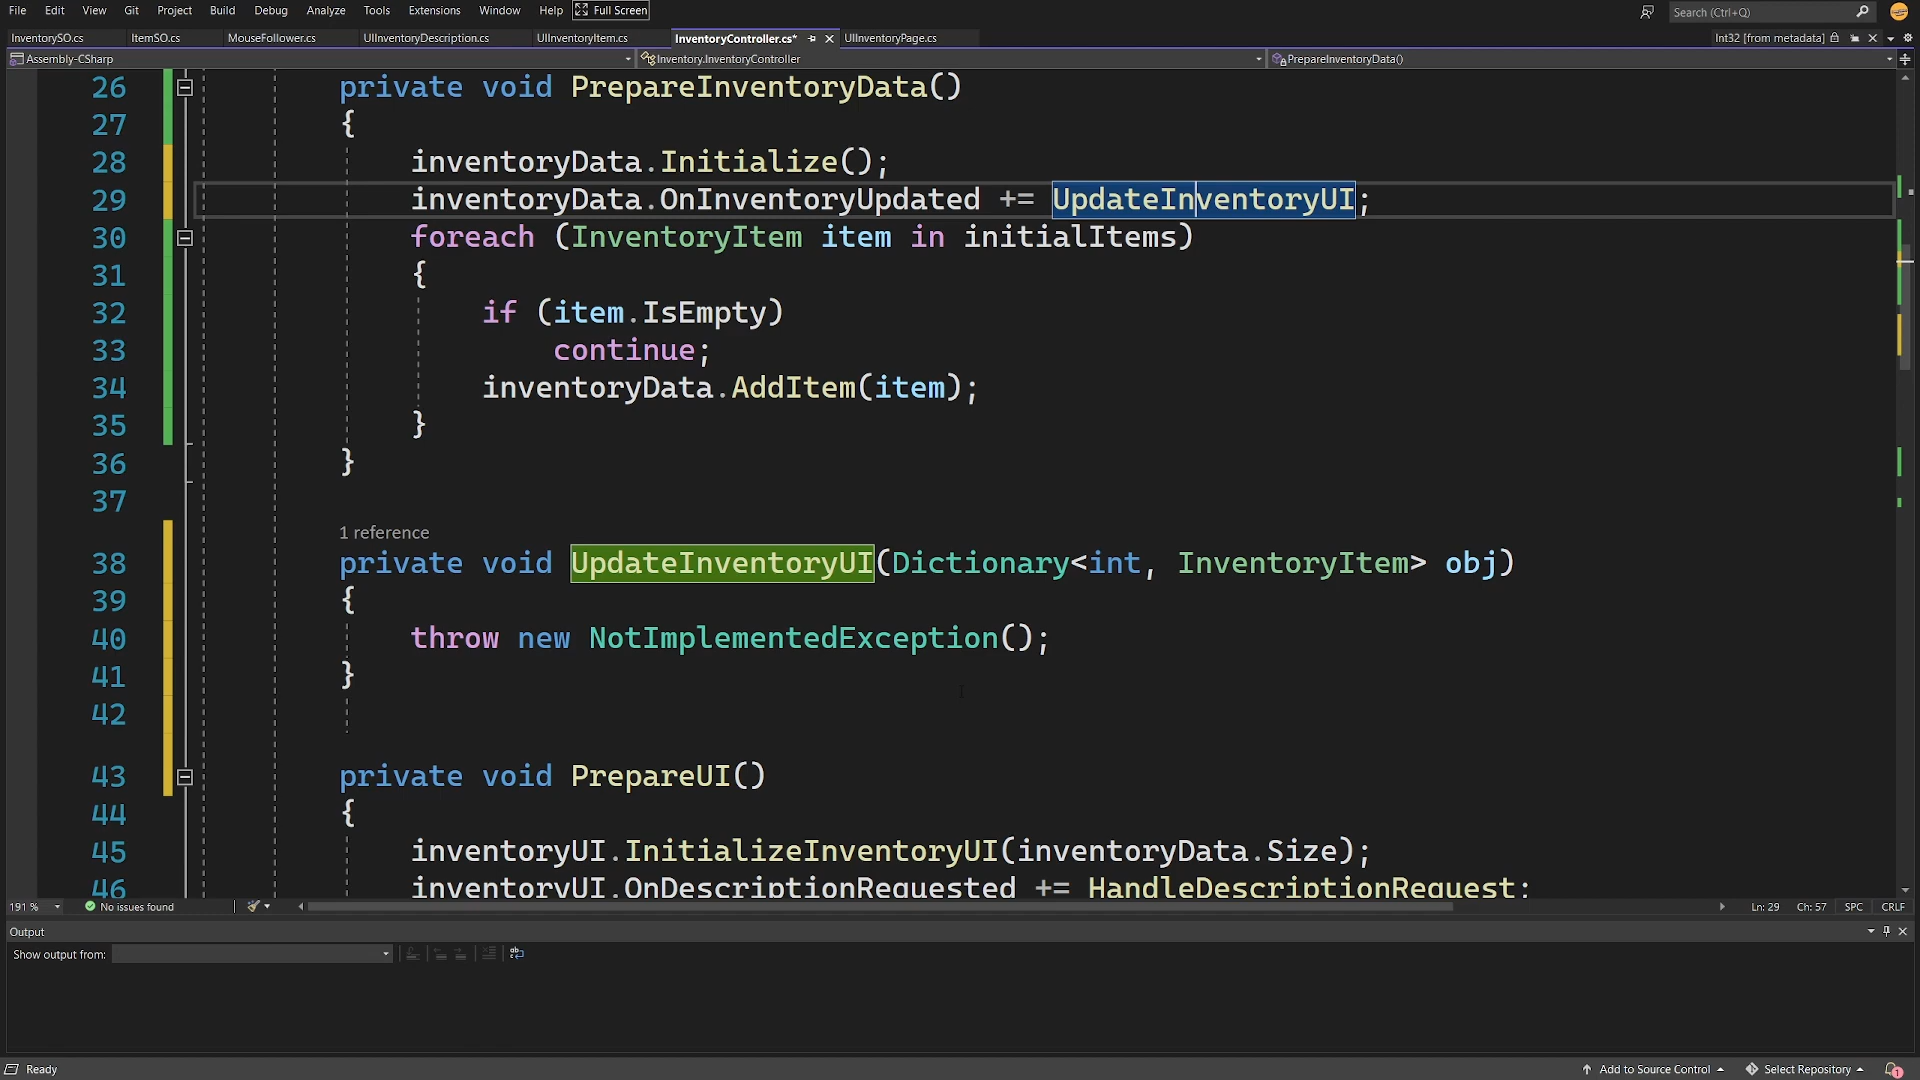 File Edit View Git Project Build Debug Analyze Tools Extensions Window Help Full Screen Search (Ctrl+Q)
InventorySO.cs ItemSO.cs MouseFollower.cs UIInventoryDescription.cs UIInventoryItem.cs InventoryController.cs* UIInventoryPage.cs Int32 [from metadata]
Assembly-CSharp Inventory.InventoryController PrepareInventoryData()
26 private void PrepareInventoryData()
27 {
28 inventoryData.Initialize();
29 inventoryData.OnInventoryUpdated += UpdateInventoryUI;
30 foreach (InventoryItem item in initialItems)
31 {
32 if (item.IsEmpty)
33 continue;
34 inventoryData.AddItem(item);
35 }
36 }
37
1 reference
38 private void UpdateInventoryUI(Dictionary<int, InventoryItem> obj)
39 {
40 throw new NotImplementedException();
41 }
42
43 private void PrepareUI()
44 {
45 inventoryUI.InitializeInventoryUI(inventoryData.Size);
46 inventoryUI.OnDescriptionRequested += HandleDescriptionRequest;
191 % No issues found Ln: 29 Ch: 57 SPC CRLF
Output
Show output from:
Ready Add to Source Control Select Repository 1